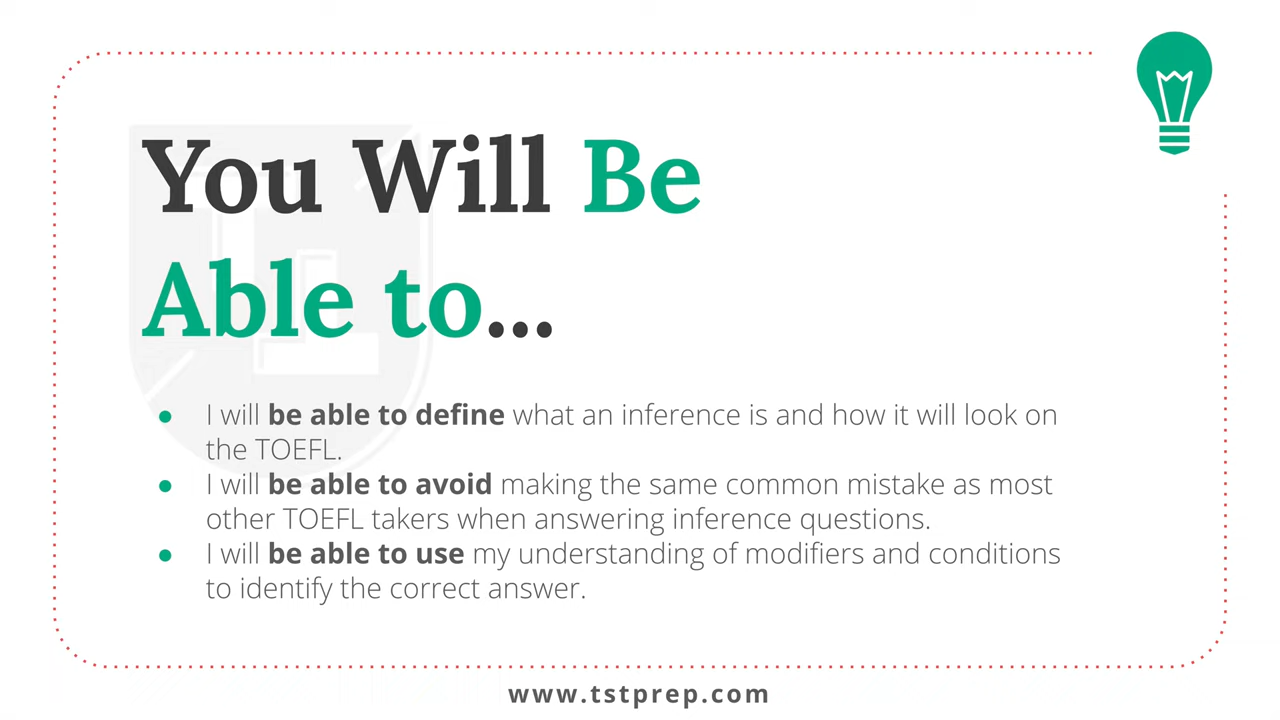 You Will Be
Able to...
● I will be able to define what an inference is and how it will look on
the TOEFL.
● I will be able to avoid making the same common mistake as most
other TOEFL takers when answering inference questions.
● I will be able to use my understanding of modifiers and conditions
to identify the correct answer.
www.tstprep.com